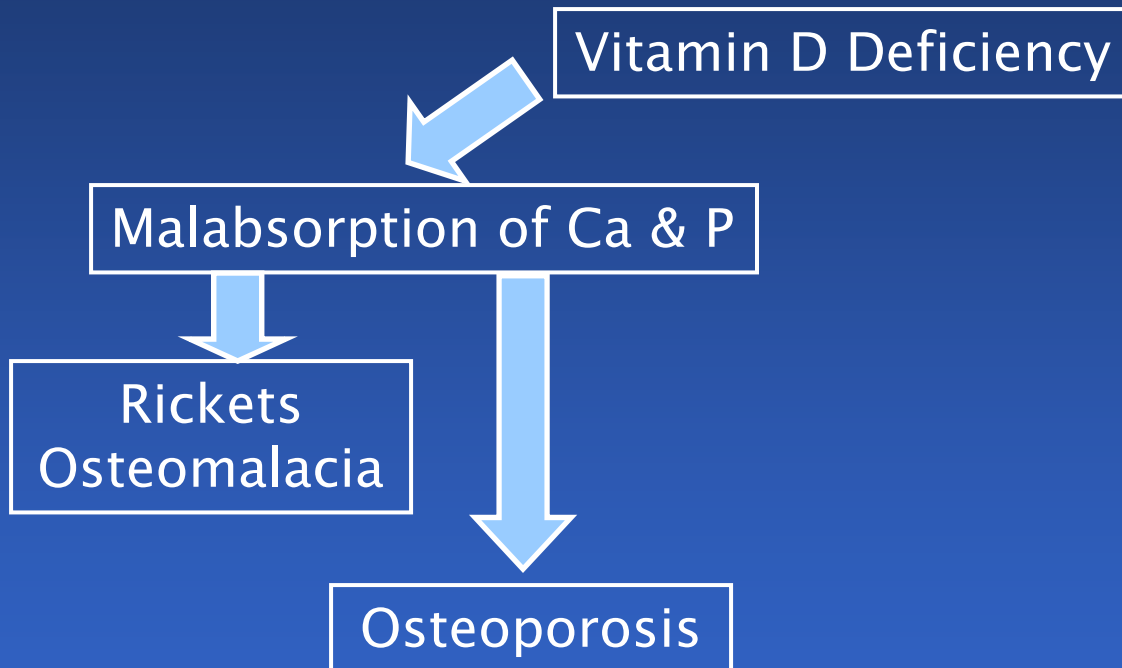 Vitamin D Deficiency
Malabsorption of Ca & P
Rickets
Osteomalacia
Osteoporosis